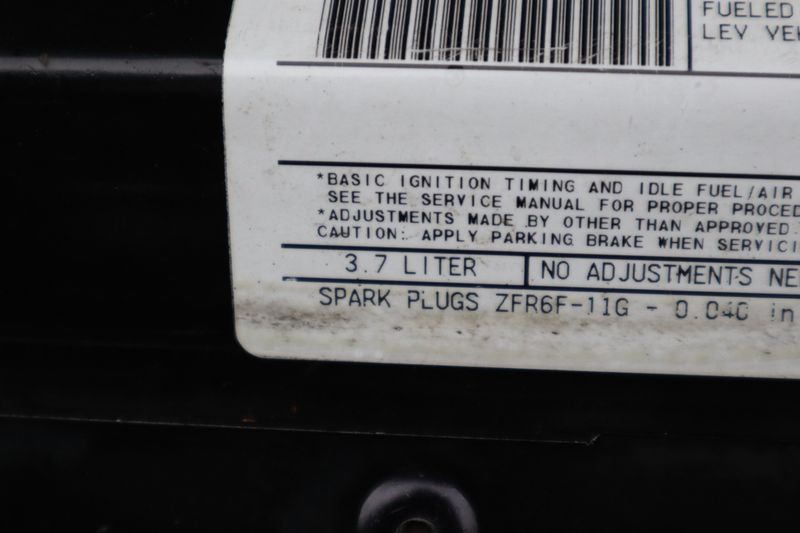 FUELED
LEV VEH
*BASIC IGNITION TIMING AND IDLE FUEL/AIR
SEE THE SERVICE MANUAL FOR PROPER PROCED
*ADJUSTMENTS MADE BY OTHER THAN APPROVED
CAUTION: APPLY PARKING BRAKE WHEN SERVICI
3.7 LITER
NO ADJUSTMENTS NE
SPARK PLUGS ZFR6F-11G - 0.040 in